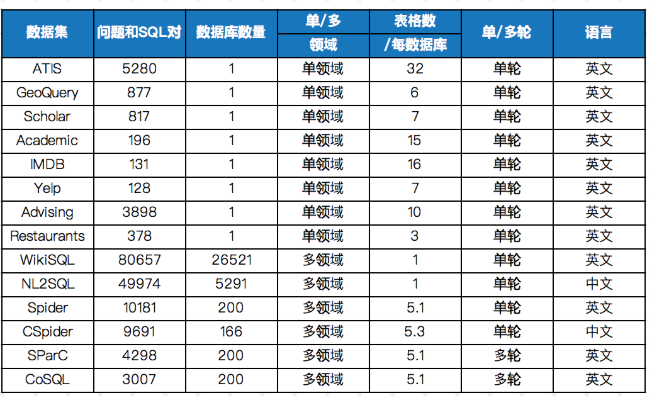 数据集 问题和SQL对 数据库数量 单/多领域 表格数/每数据库 单/多轮 语言
ATIS 5280 1 单领域 32 单轮 英文
GeoQuery 877 1 单领域 6 单轮 英文
Scholar 817 1 单领域 7 单轮 英文
Academic 196 1 单领域 15 单轮 英文
IMDB 131 1 单领域 16 单轮 英文
Yelp 128 1 单领域 7 单轮 英文
Advising 3898 1 单领域 10 单轮 英文
Restaurants 378 1 单领域 3 单轮 英文
WikiSQL 80657 26521 多领域 1 单轮 英文
NL2SQL 49974 5291 多领域 1 单轮 中文
Spider 10181 200 多领域 5.1 单轮 英文
CSpider 9691 166 多领域 5.3 单轮 中文
SParC 4298 200 多领域 5.1 多轮 英文
CoSQL 3007 200 多领域 5.1 多轮 英文